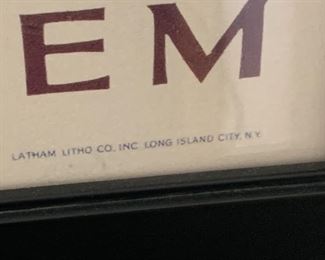 EM
LATHAM LITHO CO. INC LONG ISLAND CITY, N.Y.